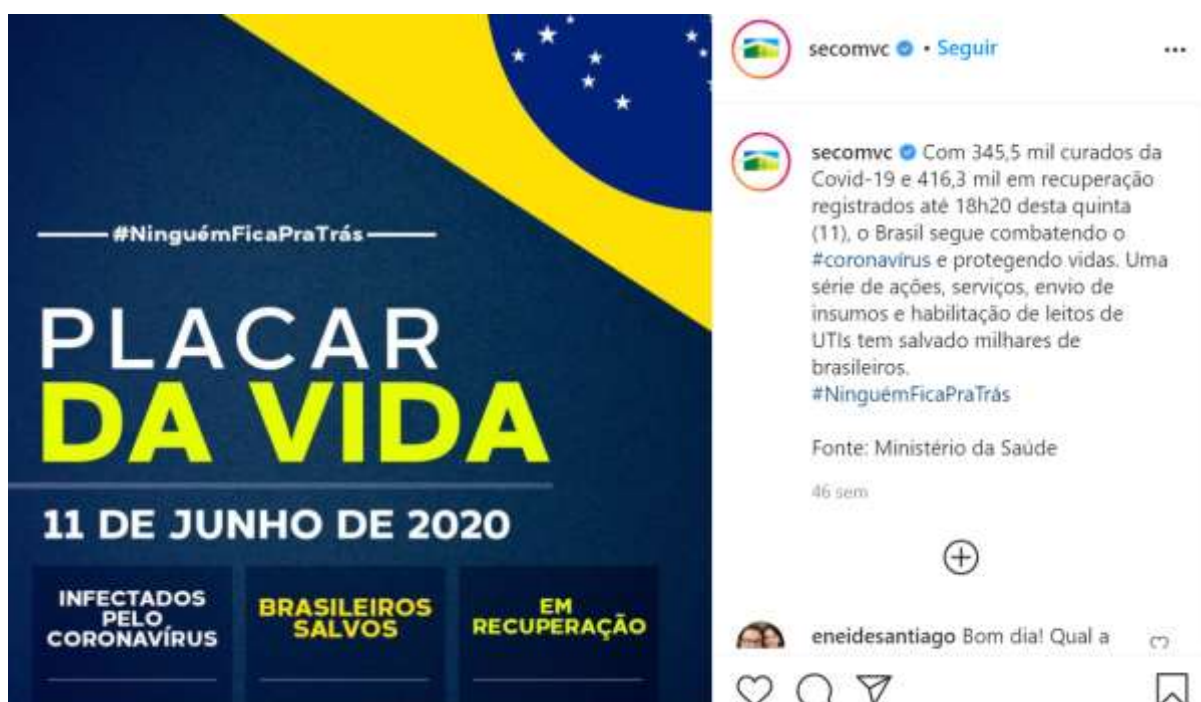 #NinguémFicaPraTrás
PLACAR
DA VIDA
11 DE JUNHO DE 2020
INFECTADOS
PELO
CORONAVÍRUS
BRASILEIROS
SALVOS
EM
RECUPERAÇÃO
secomvc • Seguir
secomvc Com 345,5 mil curados da
Covid-19 e 416,3 mil em recuperação
registrados até 18h20 desta quinta
(11), o Brasil segue combatendo o
#coronavírus e protegendo vidas. Uma
série de ações, serviços, envio de
insumos e habilitação de leitos de
UTIs tem salvado milhares de
brasileiros.
#NinguémFicaPraTrás
Fonte: Ministério da Saúde
46 sem
eneidesantiago Bom dia! Qual a